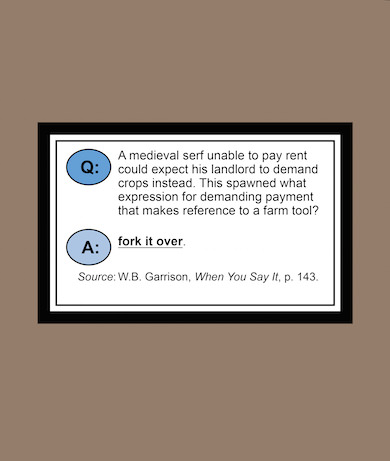 Q:
A medieval serf unable to pay rent
could expect his landlord to demand
crops instead. This spawned what
expression for demanding payment
that makes reference to a farm tool?
A:
fork it over.
Source: W.B. Garrison, When You Say It, p. 143.